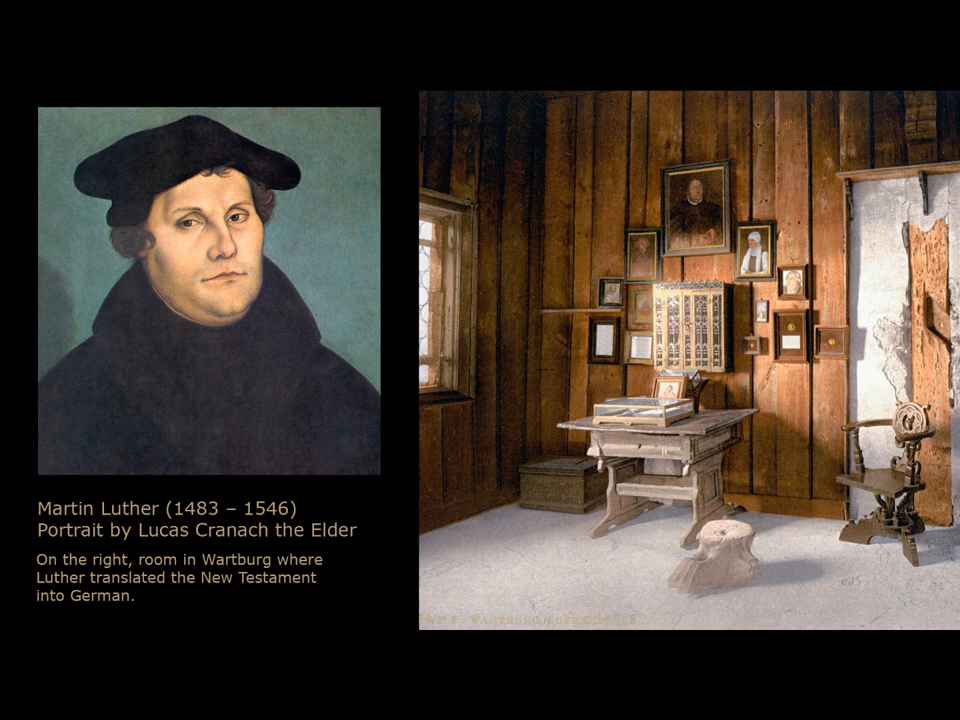 Martin Luther (1483 – 1546)
Portrait by Lucas Cranach the Elder
On the right, room in Wartburg where
Luther translated the New Testament
into German.